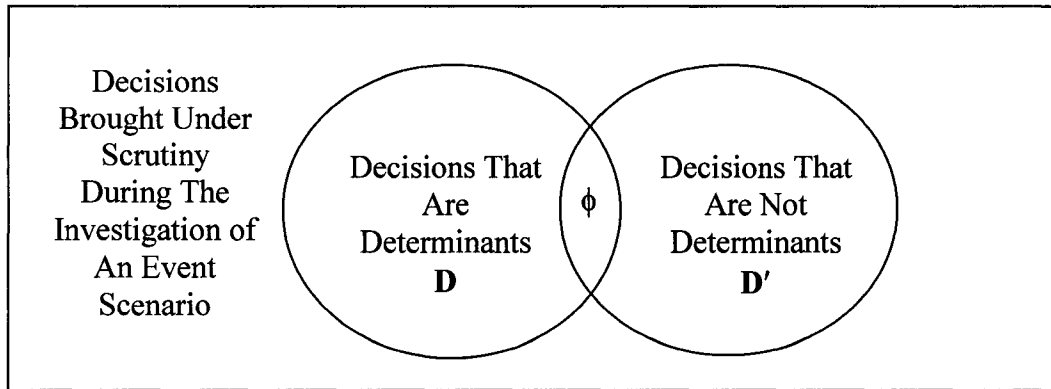 Decisions
Brought Under
Scrutiny
During The
Investigation of
An Event
Scenario
Decisions That
Are
Determinants
D
ϕ
Decisions That
Are Not
Determinants
D′